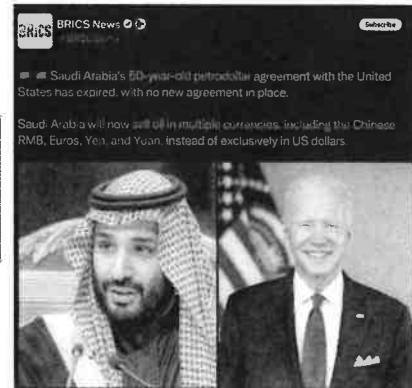 BRICS
BRICS News
Subscribe
Saudi Arabia's 50-year-old petrodollar agreement with the United
States has expired, with no new agreement in place.
Saudi Arabia will now sell oil in multiple currencies, including the Chinese
RMB, Euros, Yen, and Yuan, instead of exclusively in US dollars.